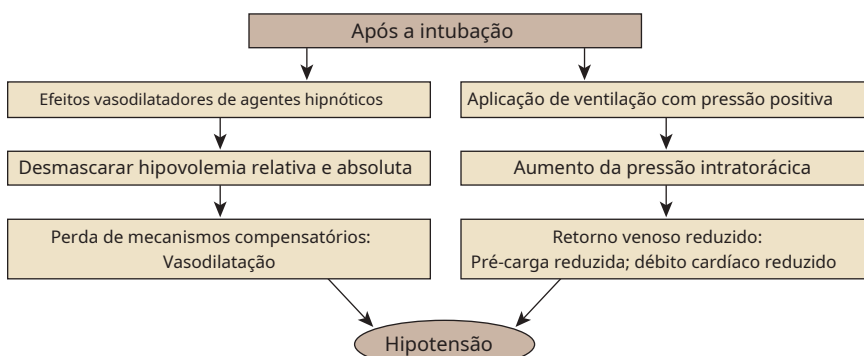 Após a intubação
Efeitos vasodilatadores de agentes hipnóticos
Aplicação de ventilação com pressão positiva
Desmascarar hipovolemia relativa e absoluta
Aumento da pressão intratorácica
Perda de mecanismos compensatórios:
Vasodilatação
Retorno venoso reduzido:
Pré-carga reduzida; débito cardíaco reduzido
Hipotensão